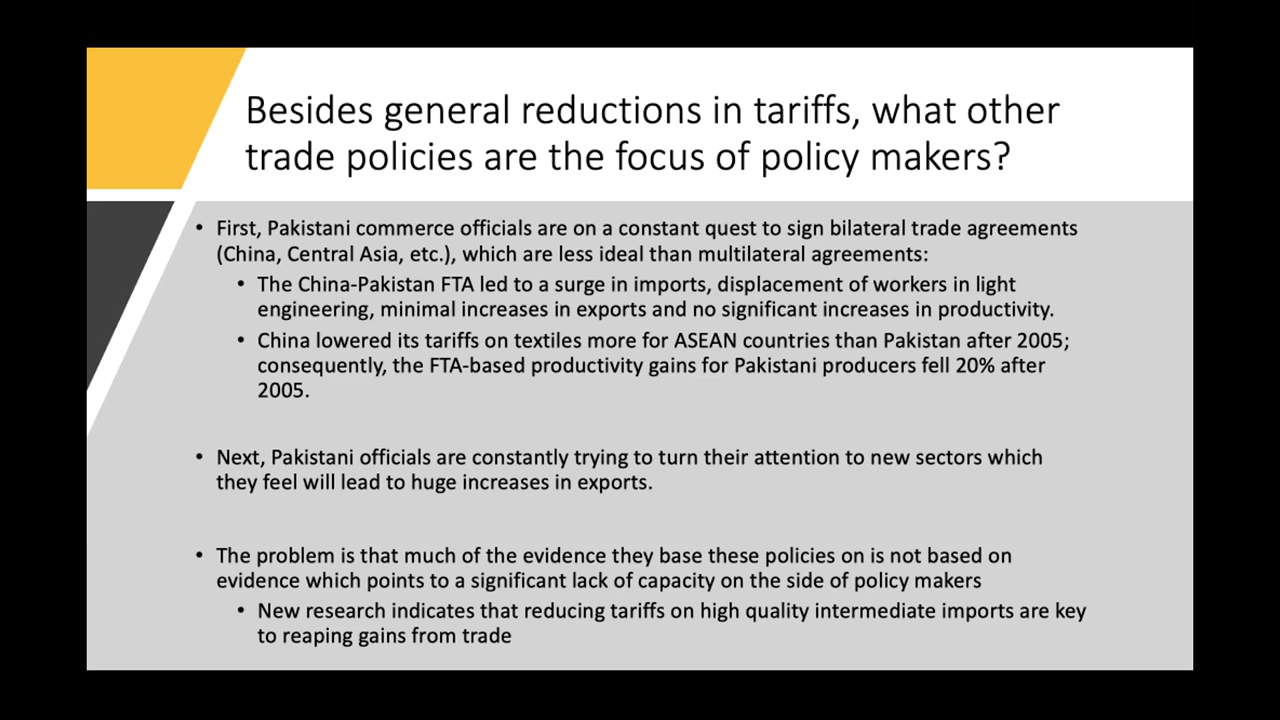 Besides general reductions in tariffs, what other
trade policies are the focus of policy makers?
• First, Pakistani commerce officials are on a constant quest to sign bilateral trade agreements
(China, Central Asia, etc.), which are less ideal than multilateral agreements:
• The China-Pakistan FTA led to a surge in imports, displacement of workers in light
engineering, minimal increases in exports and no significant increases in productivity.
• China lowered its tariffs on textiles more for ASEAN countries than Pakistan after 2005;
consequently, the FTA-based productivity gains for Pakistani producers fell 20% after
2005.
• Next, Pakistani officials are constantly trying to turn their attention to new sectors which
they feel will lead to huge increases in exports.
• The problem is that much of the evidence they base these policies on is not based on
evidence which points to a significant lack of capacity on the side of policy makers
• New research indicates that reducing tariffs on high quality intermediate imports are key
to reaping gains from trade